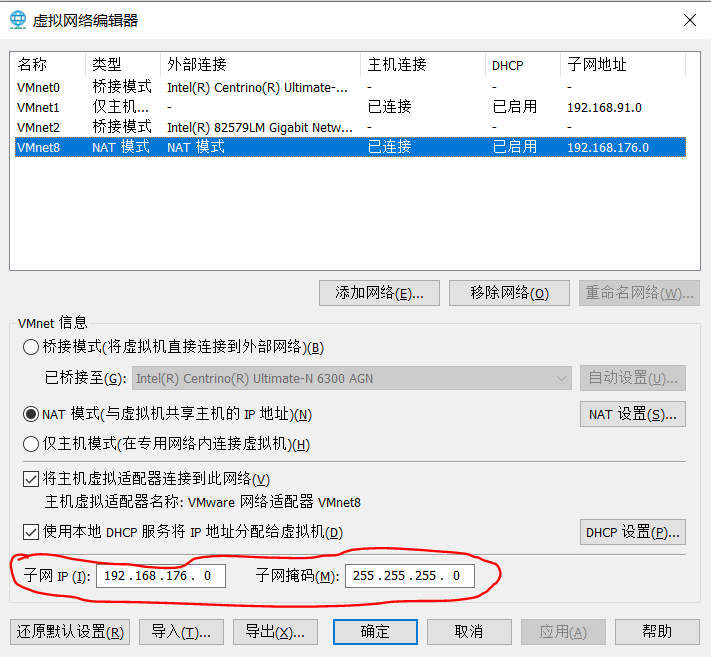 虚拟网络编辑器
名称 类型 外部连接 主机连接 DHCP 子网地址
VMnet0 桥接模式 Intel(R) Centrino(R) Ultimate-... - - -
VMnet1 仅主机... - 已连接 已启用 192.168.91.0
VMnet2 桥接模式 Intel(R) 82579LM Gigabit Netw... - - -
VMnet8 NAT 模式 NAT 模式 已连接 已启用 192.168.176.0
添加网络(E)... 移除网络(O) 重命名网络(W)...
VMnet 信息
桥接模式(将虚拟机直接连接到外部网络)(B)
已桥接至(G): Intel(R) Centrino(R) Ultimate-N 6300 AGN 自动设置(U)...
NAT 模式(与虚拟机共享主机的 IP 地址)(N) NAT 设置(S)...
仅主机模式(在专用网络内连接虚拟机)(H)
将主机虚拟适配器连接到此网络(V)
主机虚拟适配器名称: VMware 网络适配器 VMnet8
使用本地 DHCP 服务将 IP 地址分配给虚拟机(D) DHCP 设置(P)...
子网 IP (I): 192.168.176. 0 子网掩码(M): 255.255.255. 0
还原默认设置(R) 导入(T)... 导出(X)... 确定 取消 应用(A) 帮助